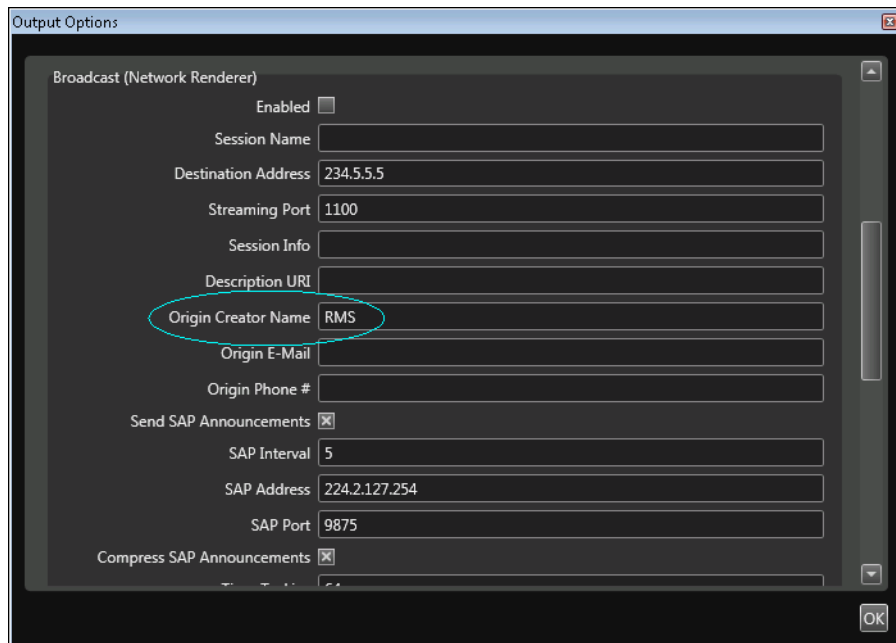 Output Options
Broadcast (Network Renderer)
Enabled
Session Name
Destination Address 234.5.5.5
Streaming Port 1100
Session Info
Description URI
Origin Creator Name RMS
Origin E-Mail
Origin Phone #
Send SAP Announcements
SAP Interval 5
SAP Address 224.2.127.254
SAP Port 9875
Compress SAP Announcements
OK